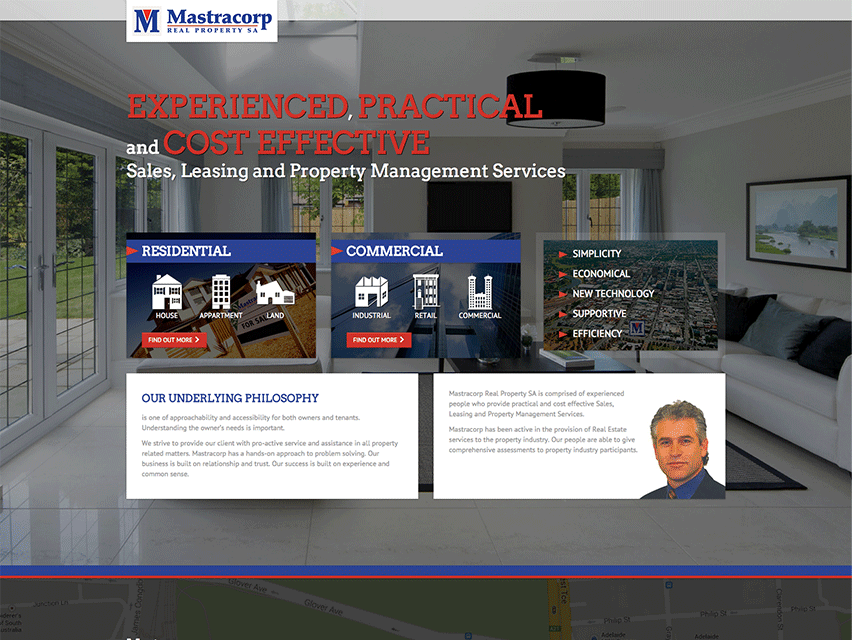 Mastracorp
REAL PROPERTY SA
EXPERIENCED, PRACTICAL
and COST EFFECTIVE
Sales, Leasing and Property Management Services
RESIDENTIAL
HOUSE
APPARTMENT
LAND
FOR SALE
FIND OUT MORE
COMMERCIAL
INDUSTRIAL
RETAIL
COMMERCIAL
FIND OUT MORE
SIMPLICITY
ECONOMICAL
NEW TECHNOLOGY
SUPPORTIVE
EFFICIENCY
OUR UNDERLYING PHILOSOPHY
is one of approachability and accessibility for both owners and tenants.
Understanding the owner's needs is important.
We strive to provide our client with pro-active service and assistance in all property
related matters. Mastracorp has a hands-on approach to problem solving. Our
business is built on relationship and trust. Our success is built on experience and
common sense.
Mastracorp Real Property SA is comprised of experienced
people who provide practical and cost effective Sales,
Leasing and Property Management Services.
Mastracorp has been active in the provision of Real Estate
services to the property industry. Our people are able to give
comprehensive assessments to property industry participants.
Glover Ave
Glover Ave
Junction Ln
Philip St
Philip St
Adelaide
Adelaide